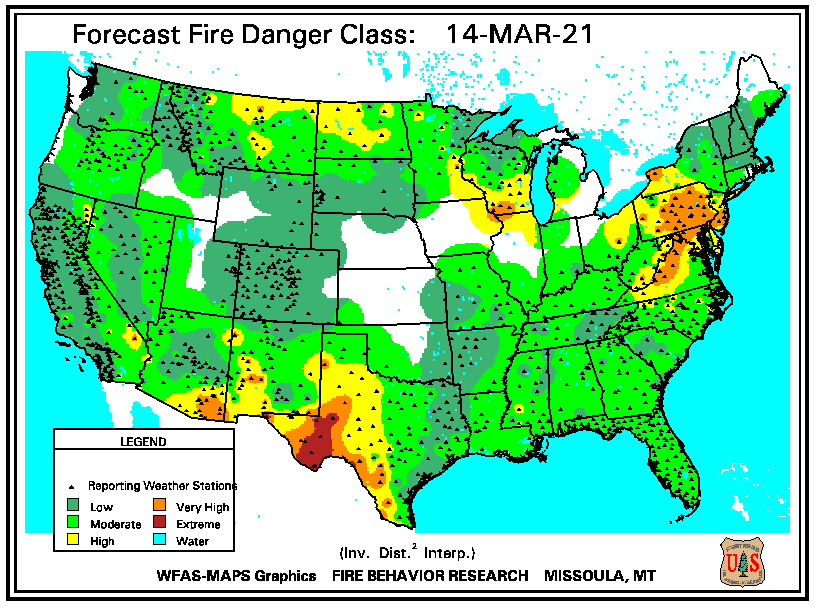 Forecast Fire Danger Class: 14-MAR-21
LEGEND
Reporting Weather Stations
Low Very High
Moderate Extreme
High Water
(Inv. Dist.² Interp.)
WFAS-MAPS Graphics FIRE BEHAVIOR RESEARCH MISSOULA, MT
U S